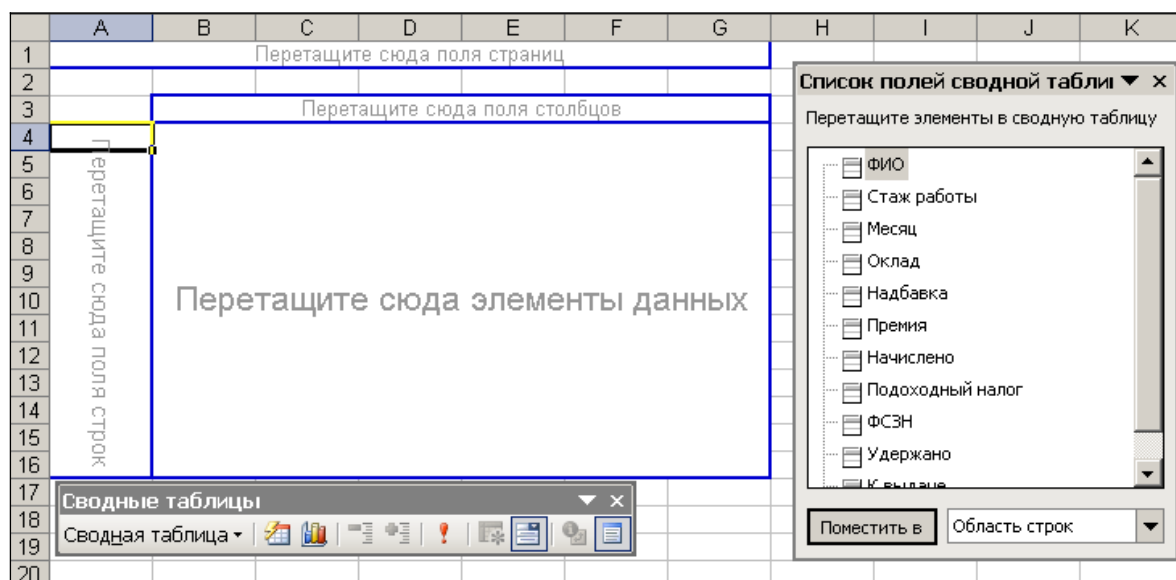 A B C D E F G H I J K
1 Перетащите сюда поля страниц
2
3 Перетащите сюда поля столбцов
4
5
6
7
8
9
10
11
12
13
14
15
16
17
18
19
20
Перетащите сюда поля строк
Перетащите сюда элементы данных
Список полей сводной таблиц
Перетащите элементы в сводную таблицу
ФИО
Стаж работы
Месяц
Оклад
Надбавка
Премия
Начислено
Подоходный налог
ФСЗН
Удержано
К выдаче
Поместить в Область строк
Сводные таблицы
Сводная таблица